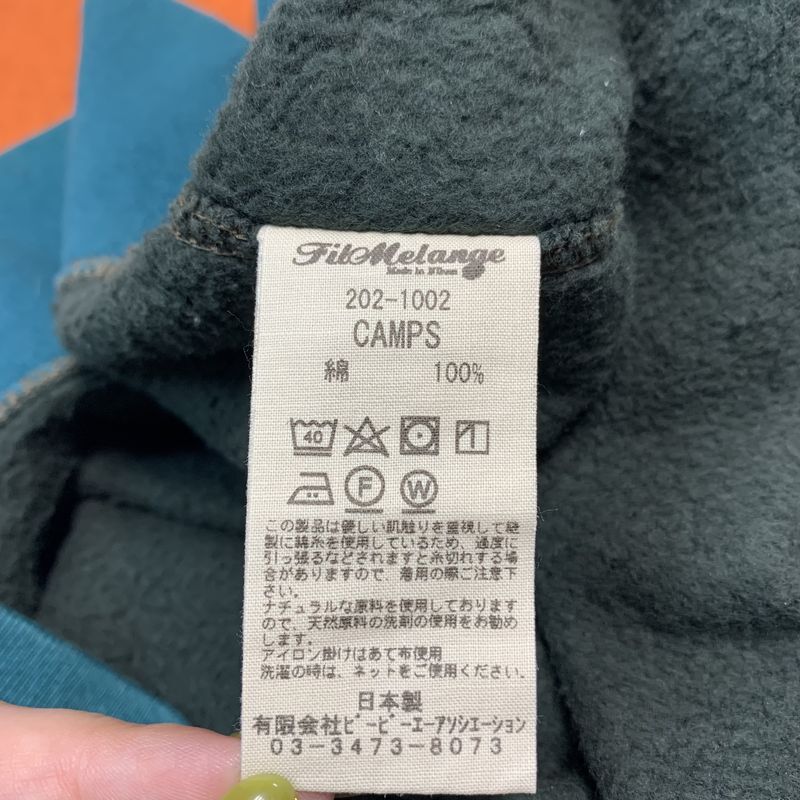 FilMelange
Made in N'Doon
202-1002
CAMPS
綿 100%
40
F W
この製品は優しい肌触りを重視して縫
製に綿糸を使用しているため、過度に
引っ張るなどされますと糸切れする場
合がありますので、着用の際ご注意下
さい。
ナチュラルな原料を使用しております
ので、天然原料の洗剤の使用をお勧め
します。
アイロン掛けはあて布使用
洗濯の時は、ネットをご使用ください。
日本製
有限会社ビーピーエーアソシエーション
03-3473-8073